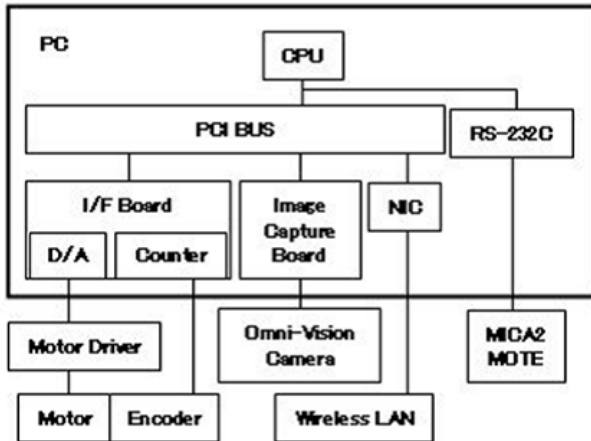 PC
CPU
PCI BUS
RS-232C
I/F Board
D/A
Counter
Image
Capture
Board
NIC
Motor Driver
Omni-Vision
Camera
MICA2
MOTE
Motor
Encoder
Wireless LAN